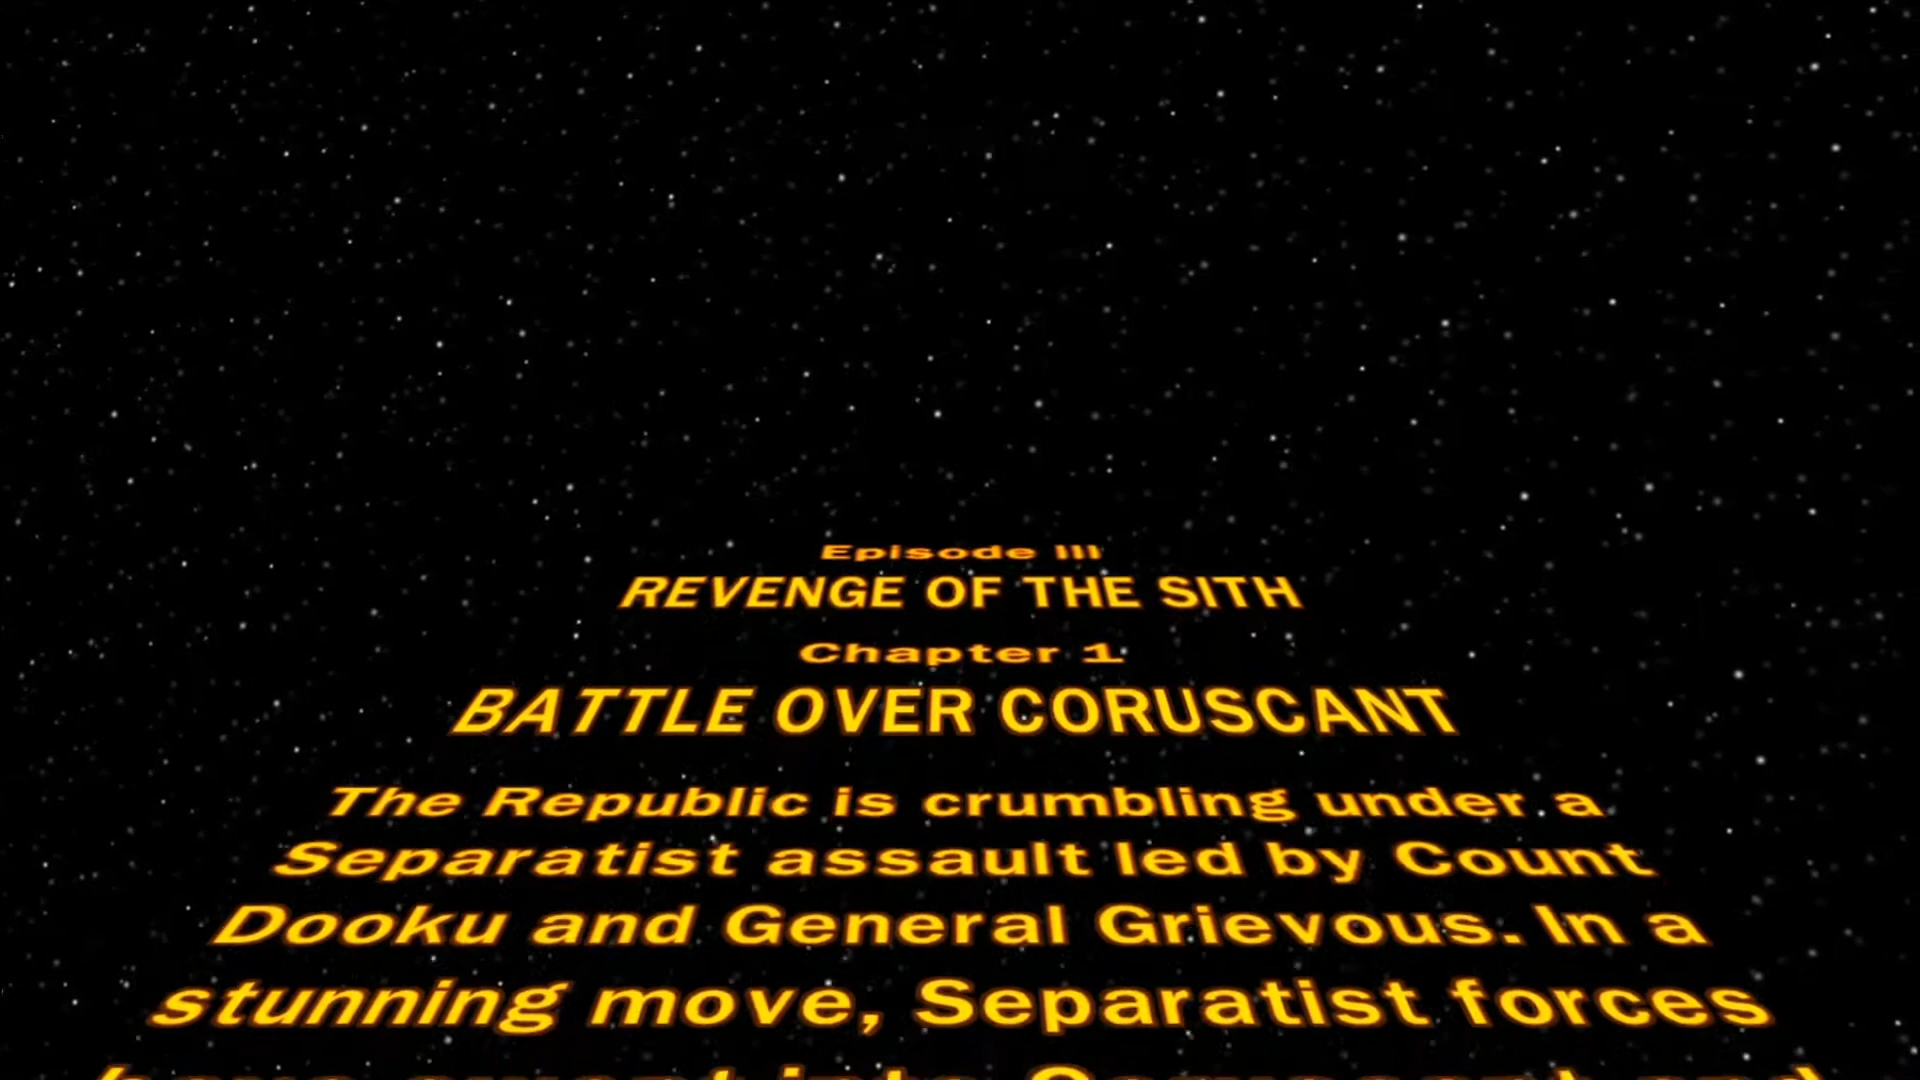 Episode III
REVENGE OF THE SITH
Chapter 1
BATTLE OVER CORUSCANT
The Republic is crumbling under a
Separatist assault led by Count
Dooku and General Grievous. In a
stunning move, Separatist forces